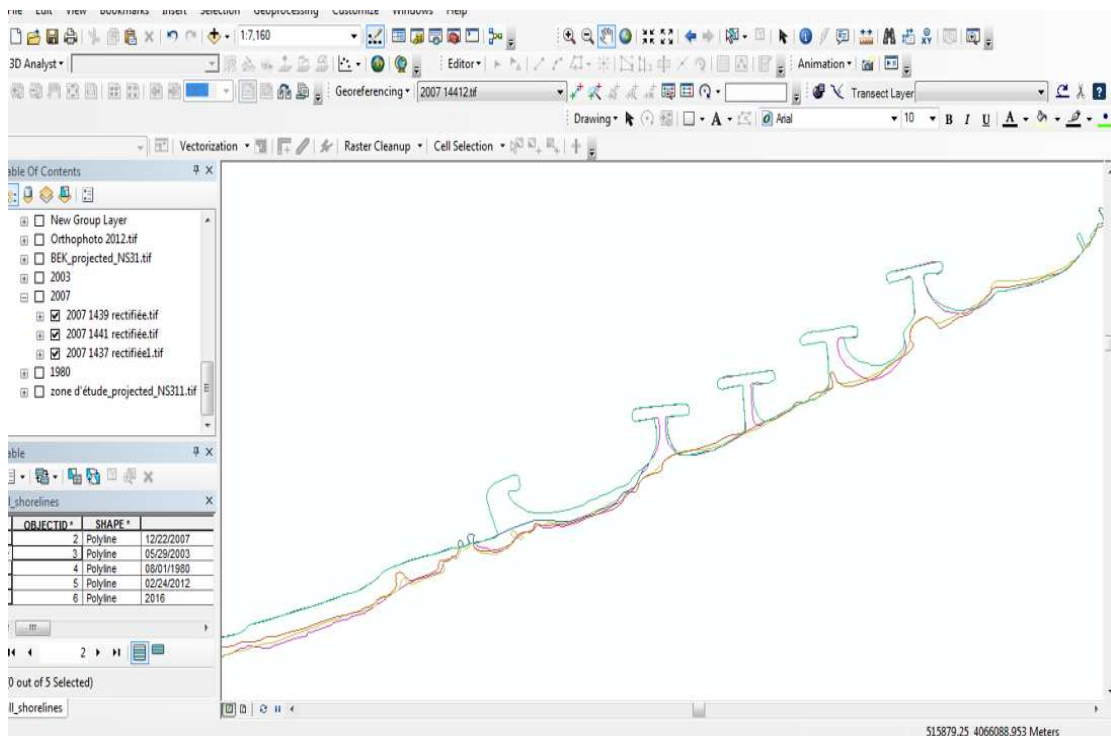 File Edit View Bookmarks Insert Selection Geoprocessing Customize Windows Help
1:7,160
3D Analyst Editor Animation
Georeferencing 2007 14412.tif Transect Layer
Drawing A Arial 10 B I U A
Vectorization Raster Cleanup Cell Selection
able Of Contents
New Group Layer
Orthophoto 2012.tif
BEK_projected_NS31.tif
2003
2007
2007 1439 rectifiée.tif
2007 1441 rectifiée.tif
2007 1437 rectifiée1.tif
1980
zone d'étude_projected_NS311.tif
able
l_shorelines
OBJECTID * SHAPE *
2 Polyline 12/22/2007
3 Polyline 05/29/2003
4 Polyline 08/01/1980
5 Polyline 02/24/2012
6 Polyline 2016
2
0 out of 5 Selected)
ll_shorelines
515879.25 4066088.953 Meters